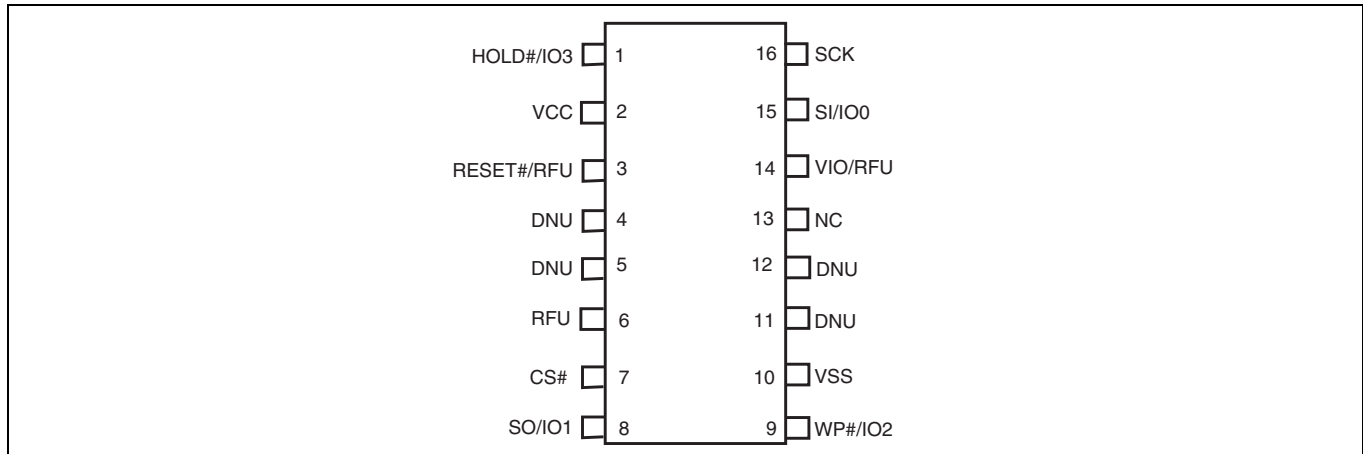 HOLD#/IO3 1 16 SCK
VCC 2 15 SI/IO0
RESET#/RFU 3 14 VIO/RFU
DNU 4 13 NC
DNU 5 12 DNU
RFU 6 11 DNU
CS# 7 10 VSS
SO/IO1 8 9 WP#/IO2